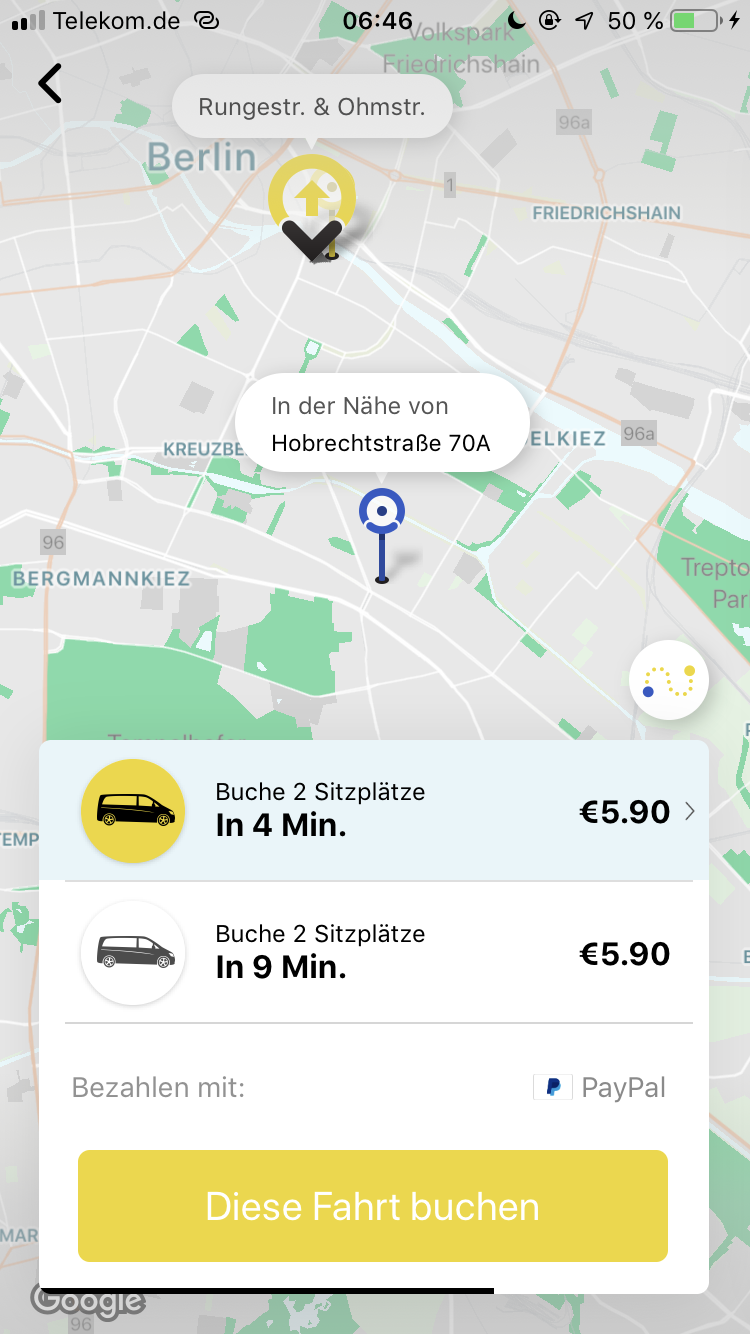 Telekom.de
06:46
50 %
Volkspark
Friedrichshain
Rungestr. & Ohmstr.
96a
Berlin
1
FRIEDRICHSHAIN
In der Nähe von
Hobrechtstraße 70A
KREUZBE
ELKIEZ
96a
96
BERGMANNKIEZ
Trepto
Par
Buche 2 Sitzplätze
In 4 Min.
€5.90
TEMP
Buche 2 Sitzplätze
In 9 Min.
€5.90
Bezahlen mit:
PayPal
Diese Fahrt buchen
MAR
Google
96